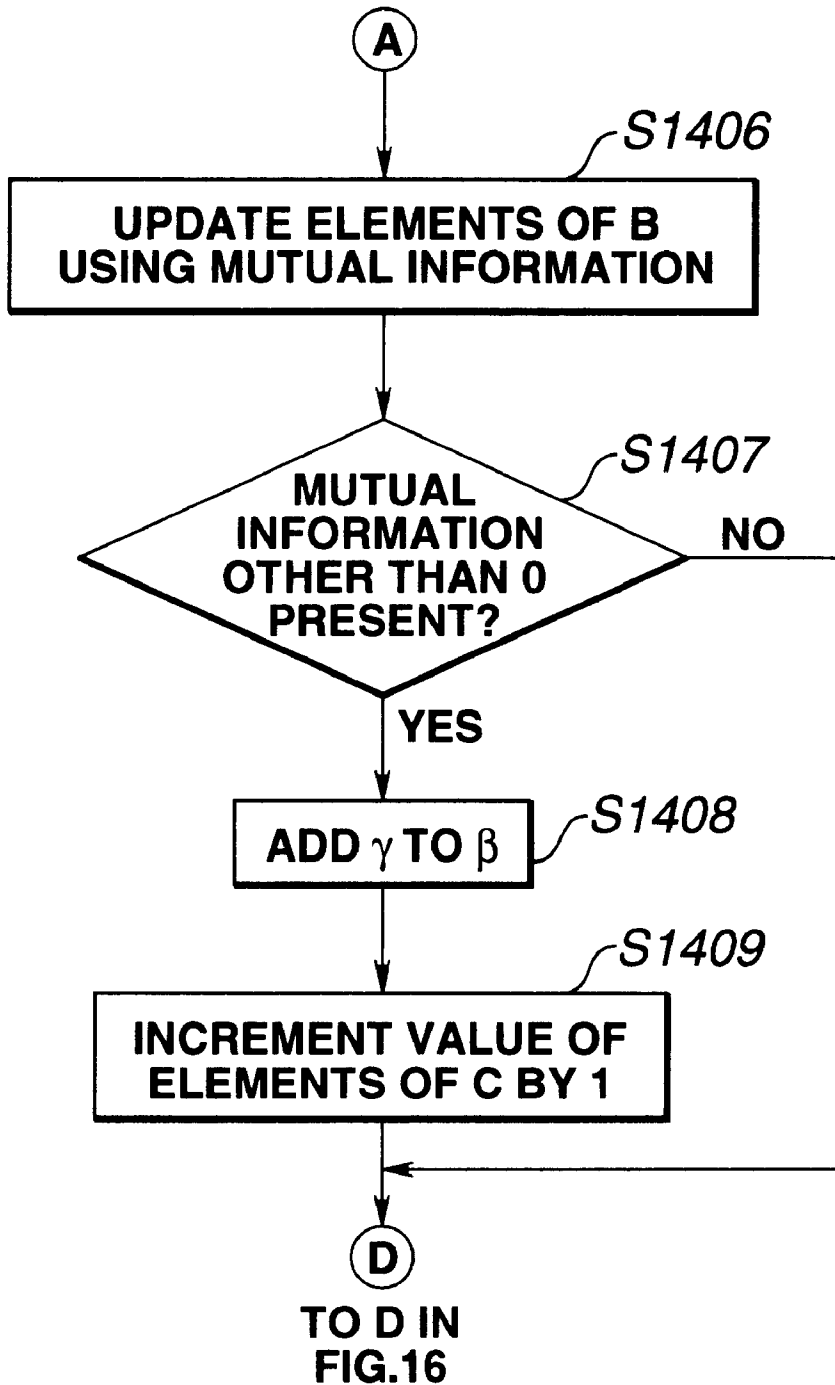 A
S1406
UPDATE ELEMENTS OF B
USING MUTUAL INFORMATION
S1407
MUTUAL
INFORMATION
OTHER THAN 0
PRESENT?
NO
YES
S1408
ADD γ TO β
S1409
INCREMENT VALUE OF
ELEMENTS OF C BY 1
D
TO D IN
FIG.16